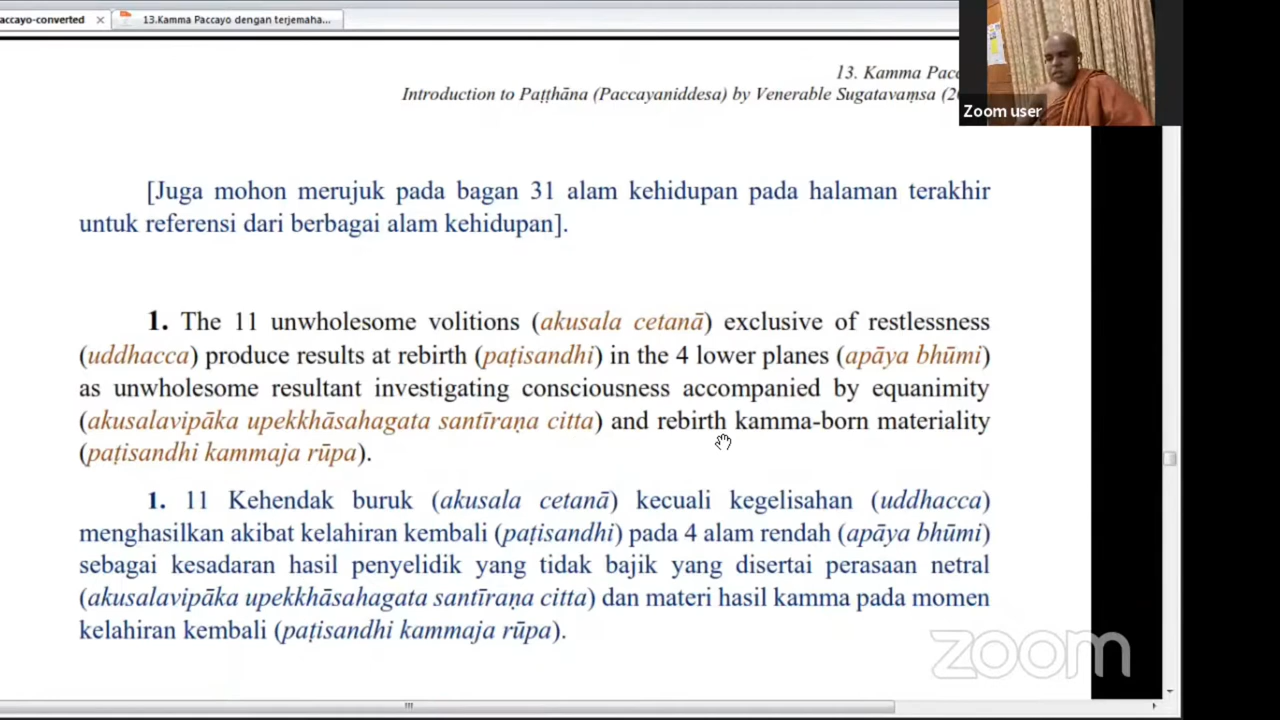 accayo-converted
13.Kamma Paccayo dengan terjemaha...
13. Kamma Pacc
Introduction to Paṭṭhāna (Paccayaniddesa) by Venerable Sugatavaṃsa (2
Zoom user
[Juga mohon merujuk pada bagan 31 alam kehidupan pada halaman terakhir
untuk referensi dari berbagai alam kehidupan].
1. The 11 unwholesome volitions (akusala cetanā) exclusive of restlessness
(uddhacca) produce results at rebirth (paṭisandhi) in the 4 lower planes (apāya bhūmi)
as unwholesome resultant investigating consciousness accompanied by equanimity
(akusalavipāka upekkhāsahagata santīraṇa citta) and rebirth kamma-born materiality
(paṭisandhi kammaja rūpa).
1. 11 Kehendak buruk (akusala cetanā) kecuali kegelisahan (uddhacca)
menghasilkan akibat kelahiran kembali (paṭisandhi) pada 4 alam rendah (apāya bhūmi)
sebagai kesadaran hasil penyelidik yang tidak bajik yang disertai perasaan netral
(akusalavipāka upekkhāsahagata santīraṇa citta) dan materi hasil kamma pada momen
kelahiran kembali (paṭisandhi kammaja rūpa).
zoom